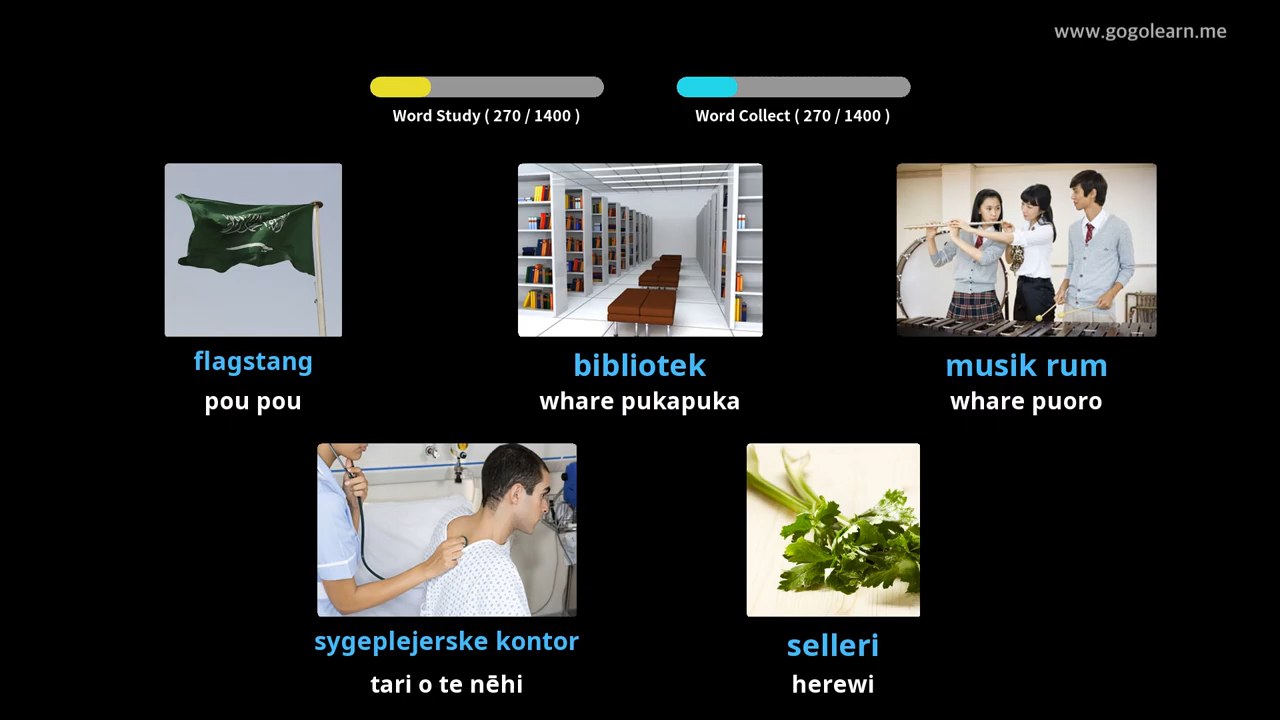 www.gogolearn.me
Word Study ( 270 / 1400 )
Word Collect ( 270 / 1400 )
flagstang
pou pou
bibliotek
whare pukapuka
musik rum
whare puoro
sygeplejerske kontor
tari o te nēhi
selleri
herewi